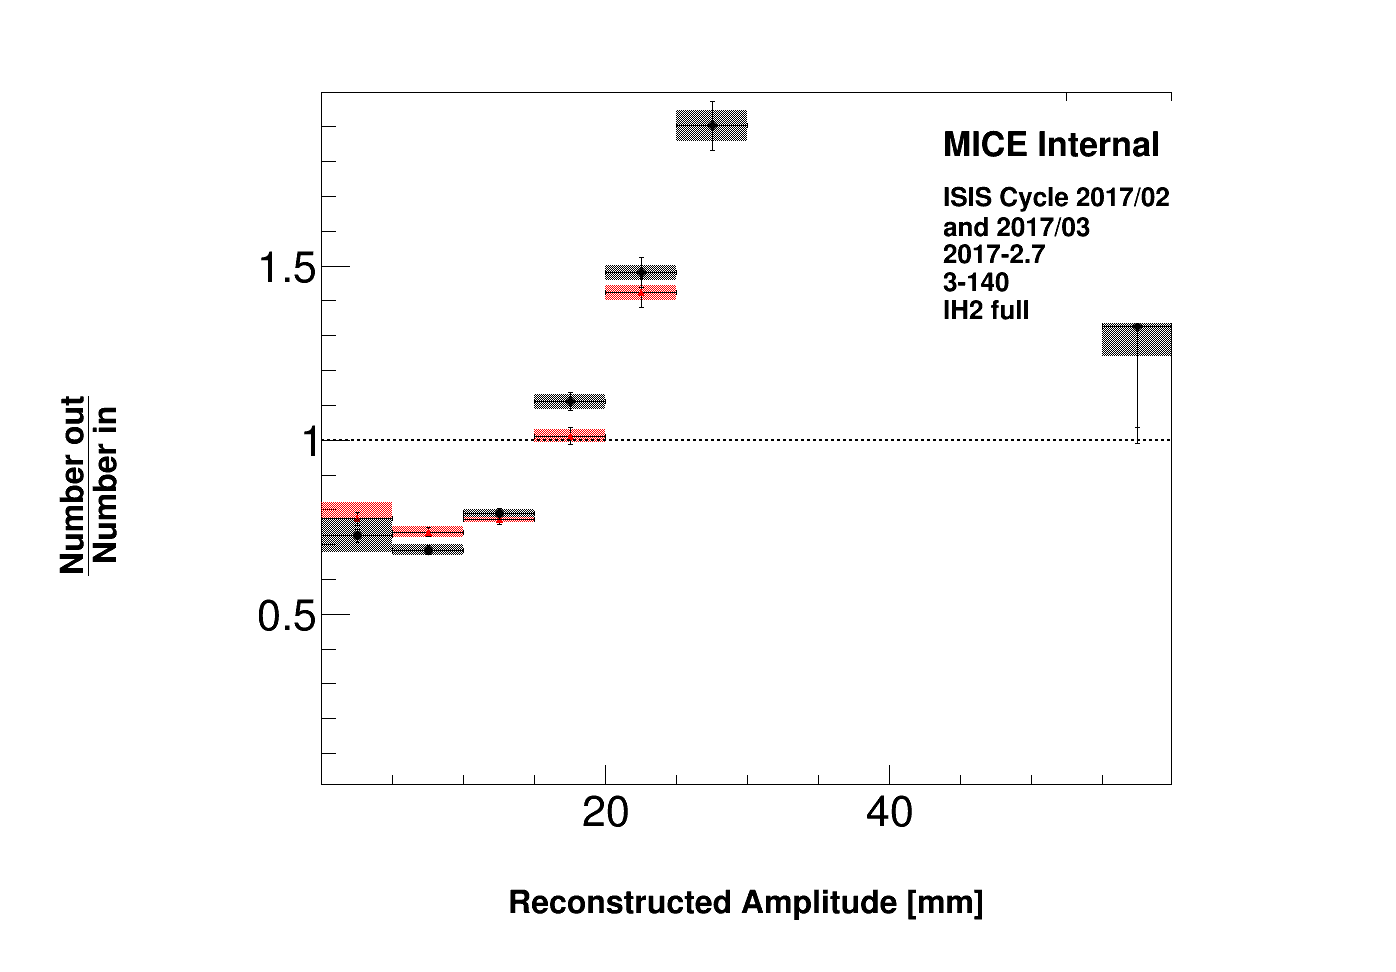 MICE Internal
ISIS Cycle 2017/02
and 2017/03
2017-2.7
3-140
IH2 full
1.5
1
0.5
Number out
Number in
20 40
Reconstructed Amplitude [mm]